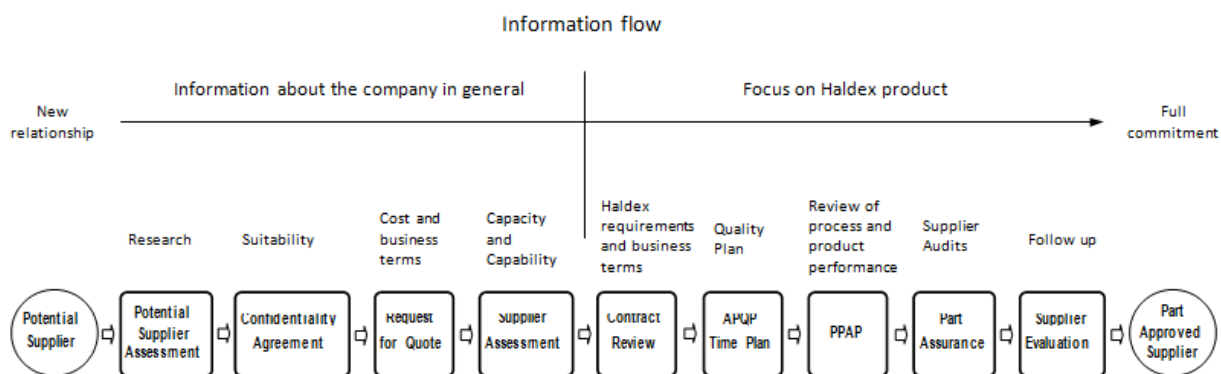 Information flow
Information about the company in general
Focus on Haldex product
New
relationship
Full
commitment
Research
Suitability
Cost and
business
terms
Capacity
and
Capability
Haldex
requirements
and business
terms
Quality
Plan
Review of
process and
product
performance
Supplier
Audits
Follow up
Potential
Supplier
Potential
Supplier
Assessment
Confidentiality
Agreement
Request
for Quote
Supplier
Assessment
Contract
Review
APQP
Time Plan
PPAP
Part
Assurance
Supplier
Evaluation
Part
Approved
Supplier